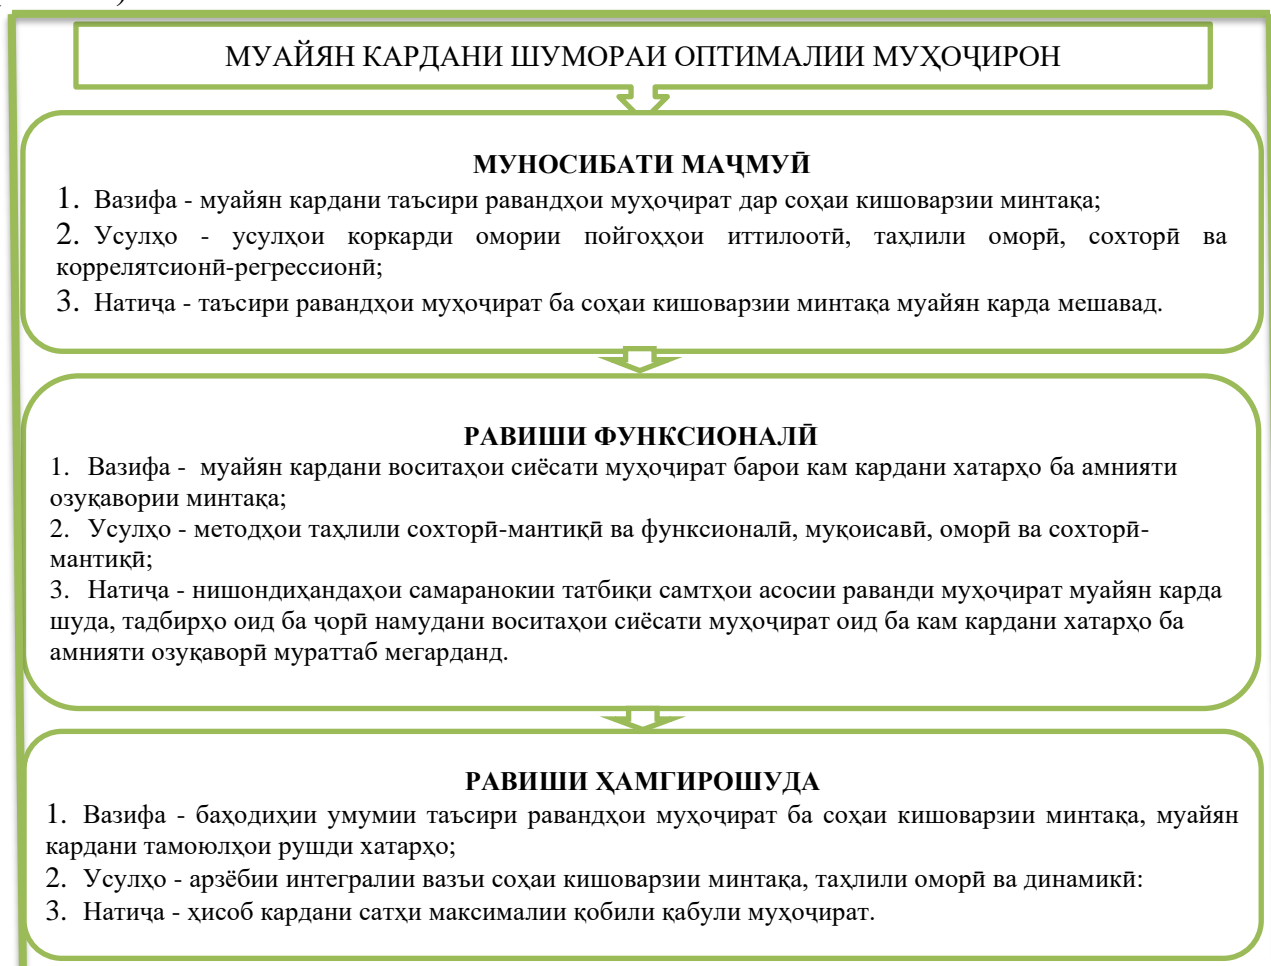 МУАЙЯН КАРДАНИ ШУМОРАИ ОПТИМАЛИИ МУҲОҶИРОН
МУНОСИБАТИ МАҶМУӢ
1. Вазифа - муайян кардани таъсири равандҳои муҳоҷират дар соҳаи кишоварзии минтақа;
2. Усулҳо - усулҳои коркарди омории пойгоҳҳои иттилоотӣ, таҳлили оморӣ, сохторӣ ва
коррелятсионӣ-регрессионӣ;
3. Натиҷа - таъсири равандҳои муҳоҷират ба соҳаи кишоварзии минтақа муайян карда мешавад.
РАВИШИ ФУНКСИОНАЛӢ
1. Вазифа - муайян кардани воситаҳои сиёсати муҳоҷират барои кам кардани хатарҳо ба амнияти
озуқавории минтақа;
2. Усулҳо - методҳои таҳлили сохторӣ-мантиқӣ ва функсионалӣ, муқоисавӣ, оморӣ ва сохторӣ-
мантиқӣ;
3. Натиҷа - нишондиҳандаҳои самаранокии татбиқи самтҳои асосии раванди муҳоҷират муайян карда
шуда, тадбирҳо оид ба ҷорӣ намудани воситаҳои сиёсати муҳоҷират оид ба кам кардани хатарҳо ба
амнияти озуқаворӣ мураттаб мегарданд.
РАВИШИ ҲАМГИРОШУДА
1. Вазифа - баҳодиҳии умумии таъсири равандҳои муҳоҷират ба соҳаи кишоварзии минтақа, муайян
кардани тамоюлҳои рушди хатарҳо;
2. Усулҳо - арзёбии интегралии вазъи соҳаи кишоварзии минтақа, таҳлили оморӣ ва динамикӣ:
3. Натиҷа - ҳисоб кардани сатҳи максималии қобили қабули муҳоҷират.